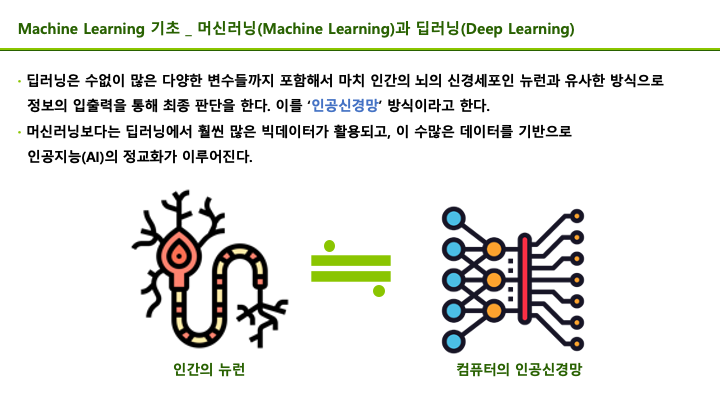 Machine Learning 기초 _ 머신러닝(Machine Learning)과 딥러닝(Deep Learning)
· 딥러닝은 수없이 많은 다양한 변수들까지 포함해서 마치 인간의 뇌의 신경세포인 뉴런과 유사한 방식으로
정보의 입출력을 통해 최종 판단을 한다. 이를 ‘인공신경망’ 방식이라고 한다.
· 머신러닝보다는 딥러닝에서 훨씬 많은 빅데이터가 활용되고, 이 수많은 데이터를 기반으로
인공지능(AI)의 정교화가 이루어진다.
≒
인간의 뉴런
컴퓨터의 인공신경망